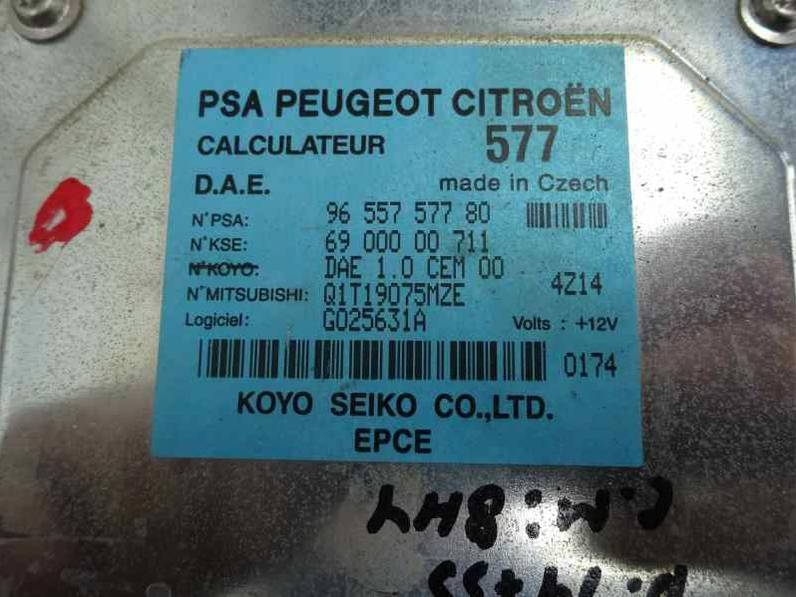 PSA PEUGEOT CITROËN
CALCULATEUR 577
D.A.E. made in Czech
N°PSA: 96 557 577 80
N°KSE: 69 000 00 711
N°KOYO: DAE 1.0 CEM 00
N°MITSUBISHI: Q1T19075MZE 4Z14
Logiciel: G025631A Volts : +12V
0174
KOYO SEIKO CO.,LTD.
EPCE
C.M: 8HY